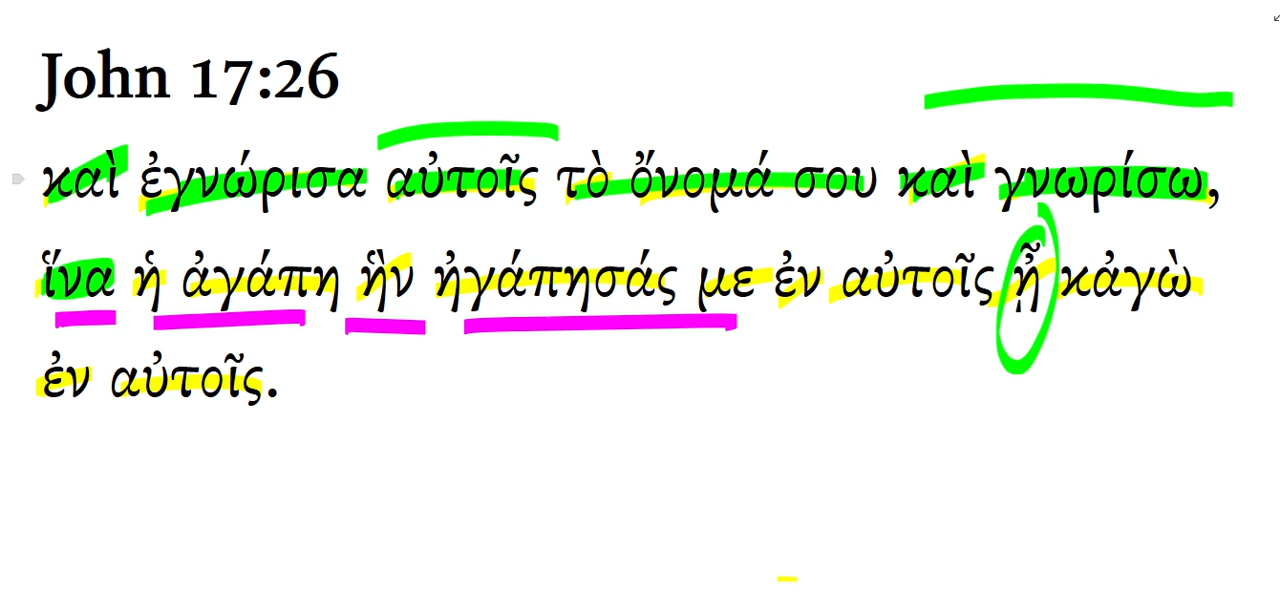 John 17:26
καὶ ἐγνώρισα αὐτοῖς τὸ ὄνομά σου καὶ γνωρίσω,
ἵνα ἡ ἀγάπη ἣν ἠγάπησάς με ἐν αὐτοῖς ᾖ κἀγὼ
ἐν αὐτοῖς.